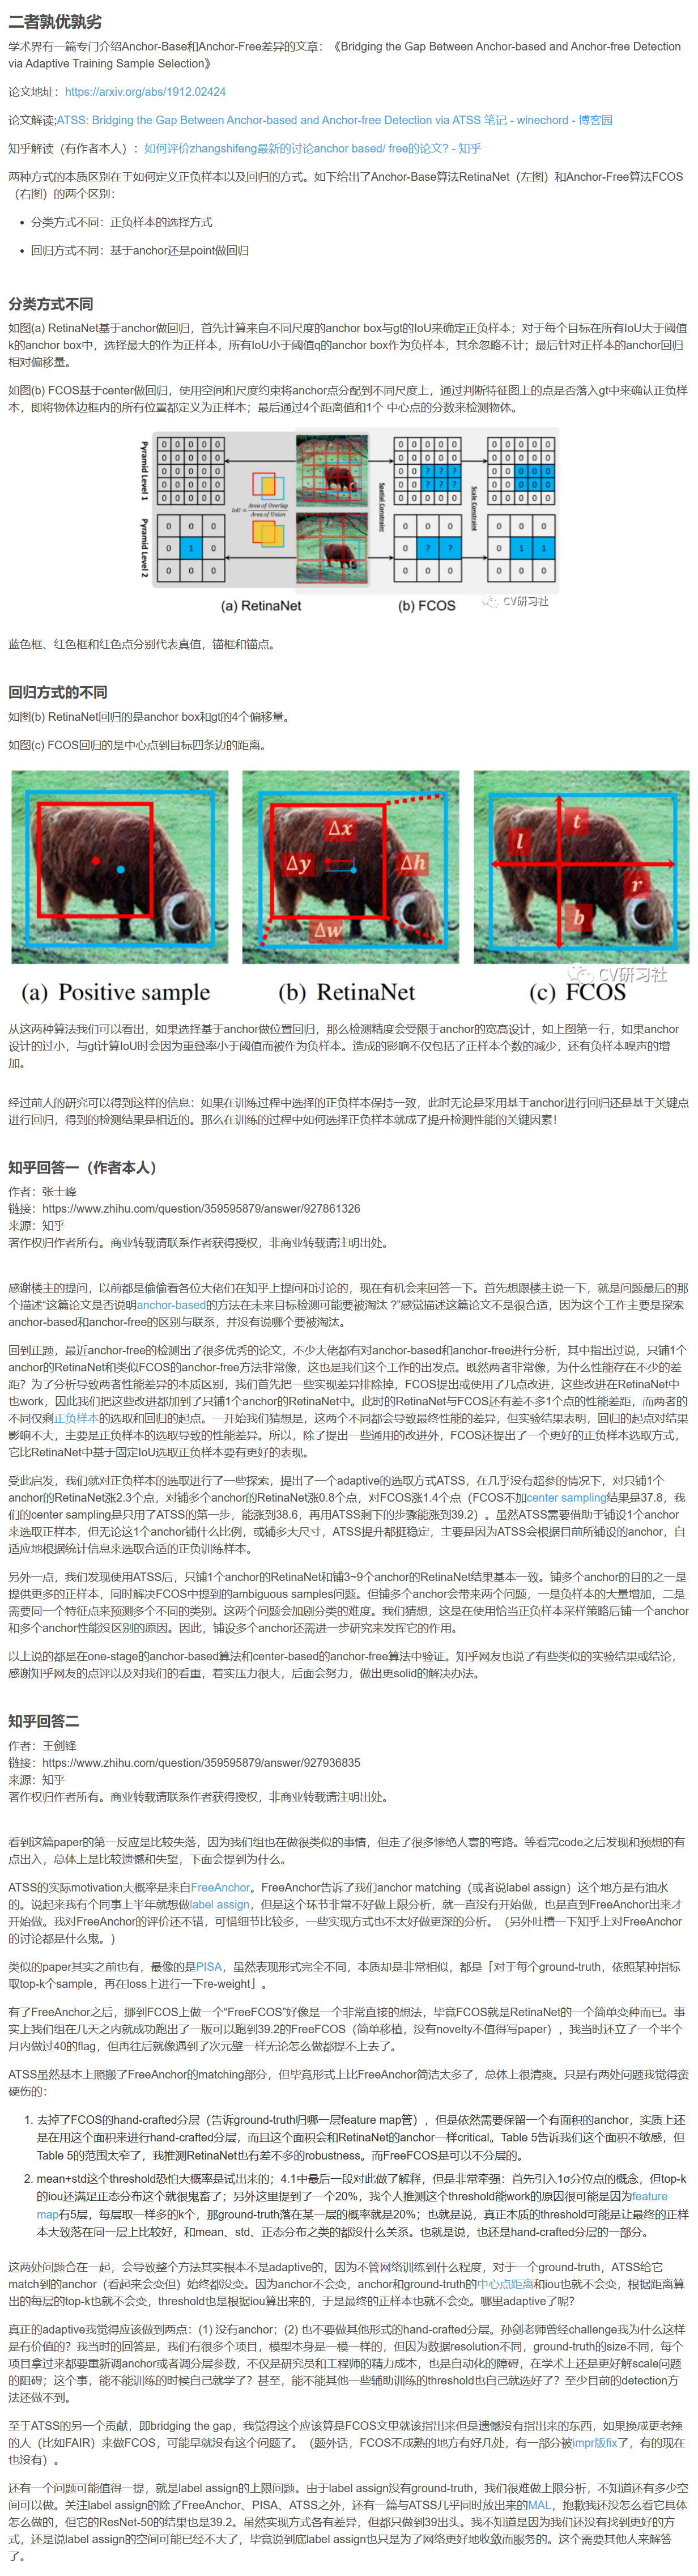 二者孰优孰劣
学术界有一篇专门介绍Anchor-Base和Anchor-Free差异的文章：《Bridging the Gap Between Anchor-based and Anchor-free Detection
via Adaptive Training Sample Selection》
论文地址：https://arxiv.org/abs/1912.02424
论文解读;ATSS: Bridging the Gap Between Anchor-based and Anchor-free Detection via ATSS 笔记 - winechord - 博客园
知乎解读（有作者本人）：如何评价zhangshifeng最新的讨论anchor based/ free的论文? - 知乎
两种方式的本质区别在于如何定义正负样本以及回归的方式。如下给出了Anchor-Base算法RetinaNet（左图）和Anchor-Free算法FCOS
（右图）的两个区别：
• 分类方式不同：正负样本的选择方式
• 回归方式不同：基于anchor还是point做回归
分类方式不同
如图(a) RetinaNet基于anchor做回归，首先计算来自不同尺度的anchor box与gt的IoU来确定正负样本；对于每个目标在所有IoU大于阈值
k的anchor box中，选择最大的作为正样本，所有IoU小于阈值q的anchor box作为负样本，其余忽略不计；最后针对正样本的anchor回归
相对偏移量。
如图(b) FCOS基于center做回归，使用空间和尺度约束将anchor点分配到不同尺度上，通过判断特征图上的点是否落入gt中来确认正负样
本，即将物体边框内的所有位置都定义为正样本；最后通过4个距离值和1个 中心点的分数来检测物体。
Pyramid Level 1
0 0 0 0 0
0 0 0 0 0
0 0 0 0 0
0 0 0 0 0
0 0 0 0 0
Pyramid Level 2
0 0 0
0 1 0
0 0 0
IoU = Area of Overlap / Area of Union
Spatial Constraint
0 0 0 0 0
0 0 0 0 0
0 0 ? ? ?
0 0 ? ? ?
0 0 0 0 0
0 0 0
0 ? ?
0 0 0
Scale Constraint
0 0 0 0 0
0 0 0 0 0
0 0 0 0 0
0 0 0 0 0
0 0 0 0 0
0 0 0
0 1 1
0 0 0
(a) RetinaNet
(b) FCOS
CV研习社
蓝色框、红色框和红色点分别代表真值，锚框和锚点。
回归方式的不同
如图(b) RetinaNet回归的是anchor box和gt的4个偏移量。
如图(c) FCOS回归的是中心点到目标四条边的距离。
Δx
Δy
Δh
Δw
l
t
r
b
CV研习社
(a) Positive sample
(b) RetinaNet
(c) FCOS
从这两种算法我们可以看出，如果选择基于anchor做位置回归，那么检测精度会受限于anchor的宽高设计，如上图第一行，如果anchor
设计的过小，与gt计算IoU时会因为重叠率小于阈值而被作为负样本。造成的影响不仅包括了正样本个数的减少，还有负样本噪声的增
加。
经过前人的研究可以得到这样的信息：如果在训练过程中选择的正负样本保持一致，此时无论是采用基于anchor进行回归还是基于关键点
进行回归，得到的检测结果是相近的。那么在训练的过程中如何选择正负样本就成了提升检测性能的关键因素！
知乎回答一（作者本人）
作者：张士峰
链接：https://www.zhihu.com/question/359595879/answer/927861326
来源：知乎
著作权归作者所有。商业转载请联系作者获得授权，非商业转载请注明出处。
感谢楼主的提问，以前都是偷偷看各位大佬们在知乎上提问和讨论的，现在有机会来回答一下。首先想跟楼主说一下，就是问题最后的那
个描述“这篇论文是否说明anchor-based的方法在未来目标检测可能要被淘汰 ?”感觉描述这篇论文不是很合适，因为这个工作主要是探索
anchor-based和anchor-free的区别与联系，并没有说哪个要被淘汰。
回到正题，最近anchor-free的检测出了很多优秀的论文，不少大佬都有对anchor-based和anchor-free进行分析，其中指出过说，只铺1个
anchor的RetinaNet和类似FCOS的anchor-free方法非常像，这也是我们这个工作的出发点。既然两者非常像，为什么性能存在不少的差
距？为了分析导致两者性能差异的本质区别，我们首先把一些实现差异排除掉，FCOS提出或使用了几点改进，这些改进在RetinaNet中
也work，因此我们把这些改进都加到了只铺1个anchor的RetinaNet中。此时的RetinaNet与FCOS还有差不多1个点的性能差距，而两者的
不同仅剩正负样本的选取和回归的起点。一开始我们猜想是，这两个不同都会导致最终性能的差异，但实验结果表明，回归的起点对结果
影响不大，主要是正负样本的选取导致的性能差异。所以，除了提出一些通用的改进外，FCOS还提出了一个更好的正负样本选取方式，
它比RetinaNet中基于固定IoU选取正负样本要有更好的表现。
受此启发，我们就对正负样本的选取进行了一些探索，提出了一个adaptive的选取方式ATSS，在几乎没有超参的情况下，对只铺1个
anchor的RetinaNet涨2.3个点，对铺多个anchor的RetinaNet涨0.8个点，对FCOS涨1.4个点（FCOS不加center sampling结果是37.8，我
们的center sampling是只用了ATSS的第一步，能涨到38.6，再用ATSS剩下的步骤能涨到39.2）。虽然ATSS需要借助于铺设1个anchor
来选取正样本，但无论这1个anchor铺什么比例，或铺多大尺寸，ATSS提升都挺稳定，主要是因为ATSS会根据目前所铺设的anchor，自
适应地根据统计信息来选取合适的正负训练样本。
另外一点，我们发现使用ATSS后，只铺1个anchor的RetinaNet和铺3~9个anchor的RetinaNet结果基本一致。铺多个anchor的目的之一是
提供更多的正样本，同时解决FCOS中提到的ambiguous samples问题。但铺多个anchor会带来两个问题，一是负样本的大量增加，二是
需要同一个特征点来预测多个不同的类别。这两个问题会加剧分类的难度。我们猜想，这是在使用恰当正负样本采样策略后铺一个anchor
和多个anchor性能没区别的原因。因此，铺设多个anchor还需进一步研究来发挥它的作用。
以上说的都是在one-stage的anchor-based算法和center-based的anchor-free算法中验证。知乎网友也说了有些类似的实验结果或结论，
感谢知乎网友的点评以及对我们的看重，着实压力很大，后面会努力，做出更solid的解决办法。
知乎回答二
作者：王剑锋
链接：https://www.zhihu.com/question/359595879/answer/927936835
来源：知乎
著作权归作者所有。商业转载请联系作者获得授权，非商业转载请注明出处。
看到这篇paper的第一反应是比较失落，因为我们组也在做很类似的事情，但走了很多惨绝人寰的弯路。等看完code之后发现和预想的有
点出入，总体上是比较遗憾和失望，下面会提到为什么。
ATSS的实际motivation大概率是来自FreeAnchor。FreeAnchor告诉了我们anchor matching（或者说label assign）这个地方是有油水
的。说起来我有个同事上半年就想做label assign，但是这个环节非常不好做上限分析，就一直没有开始做，也是直到FreeAnchor出来才
开始做。我对FreeAnchor的评价还不错，可惜细节比较多，一些实现方式也不太好做更深的分析。（另外吐槽一下知乎上对FreeAnchor
的讨论都是什么鬼。）
类似的paper其实之前也有，最像的是PISA，虽然表现形式完全不同，本质却是非常相似，都是「对于每个ground-truth，依照某种指标
取top-k个sample，再在loss上进行一下re-weight」。
有了FreeAnchor之后，挪到FCOS上做一个“FreeFCOS”好像是一个非常直接的想法，毕竟FCOS就是RetinaNet的一个简单变种而已。事
实上我们组在几天之内就成功跑出了一版可以跑到39.2的FreeFCOS（简单移植，没有novelty不值得写paper），我当时还立了一个半个
月内做过40的flag，但再往后就像遇到了次元壁一样无论怎么做都提不上去了。
ATSS虽然基本上照搬了FreeAnchor的matching部分，但毕竟形式上比FreeAnchor简洁太多了，总体上很清爽。只是有两处问题我觉得蛮
硬伤的：
1. 去掉了FCOS的hand-crafted分层（告诉ground-truth归哪一层feature map管），但是依然需要保留一个有面积的anchor，实质上还
是在用这个面积来进行hand-crafted分层，而且这个面积会和RetinaNet的anchor一样critical。Table 5告诉我们这个面积不敏感，但
Table 5的范围太窄了，我推测RetinaNet也有差不多的robustness。而FreeFCOS是可以不分层的。
2. mean+std这个threshold恐怕大概率是试出来的；4.1中最后一段对此做了解释，但是非常牵强：首先引入1σ分位点的概念，但top-k
的iou还满足正态分布这个就很鬼畜了；另外这里提到了一个20%，我个人推测这个threshold能work的原因很可能是因为feature
map有5层，每层取一样多的k个，那ground-truth落在某一层的概率就是20%；也就是说，真正本质的threshold可能是让最终的正样
本大致落在同一层上比较好，和mean、std、正态分布之类的都没什么关系。也就是说，也还是hand-crafted分层的一部分。
这两处问题合在一起，会导致整个方法其实根本不是adaptive的，因为不管网络训练到什么程度，对于一个ground-truth，ATSS给它
match到的anchor（看起来会变但）始终都没变。因为anchor不会变，anchor和ground-truth的中心点距离和iou也就不会变，根据距离算
出的每层的top-k也就不会变，threshold也是根据iou算出来的，于是最终的正样本也就不会变。哪里adaptive了呢？
真正的adaptive我觉得应该做到两点：(1) 没有anchor；(2) 也不要做其他形式的hand-crafted分层。孙剑老师曾经challenge我为什么这样
是有价值的？我当时的回答是，我们有很多个项目，模型本身是一模一样的，但因为数据resolution不同，ground-truth的size不同，每个
项目拿过来都要重新调anchor或者调分层参数，不仅是研究员和工程师的精力成本，也是自动化的障碍，在学术上还是更好解scale问题
的阻碍；这个事，能不能训练的时候自己就学了？甚至，能不能其他一些辅助训练的threshold也自己就选好了？至少目前的detection方
法还做不到。
至于ATSS的另一个贡献，即bridging the gap，我觉得这个应该算是FCOS文里就该指出来但是遗憾没有指出来的东西，如果换成更老辣
的人（比如FAIR）来做FCOS，可能早就没有这个问题了。（题外话，FCOS不成熟的地方有好几处，有一部分被impr版fix了，有的现在
也没有）。
还有一个问题可能值得一提，就是label assign的上限问题。由于label assign没有ground-truth，我们很难做上限分析，不知道还有多少空
间可以做。关注label assign的除了FreeAnchor、PISA、ATSS之外，还有一篇与ATSS几乎同时放出来的MAL，抱歉我还没怎么看它具体
怎么做的，但它的ResNet-50的结果也是39.2。虽然实现方式各有差异，但都只做到39出头。我不知道是因为我们还没有找到更好的方
式，还是说label assign的空间可能已经不大了，毕竟说到底label assign也只是为了网络更好地收敛而服务的。这个需要其他人来解答
了。